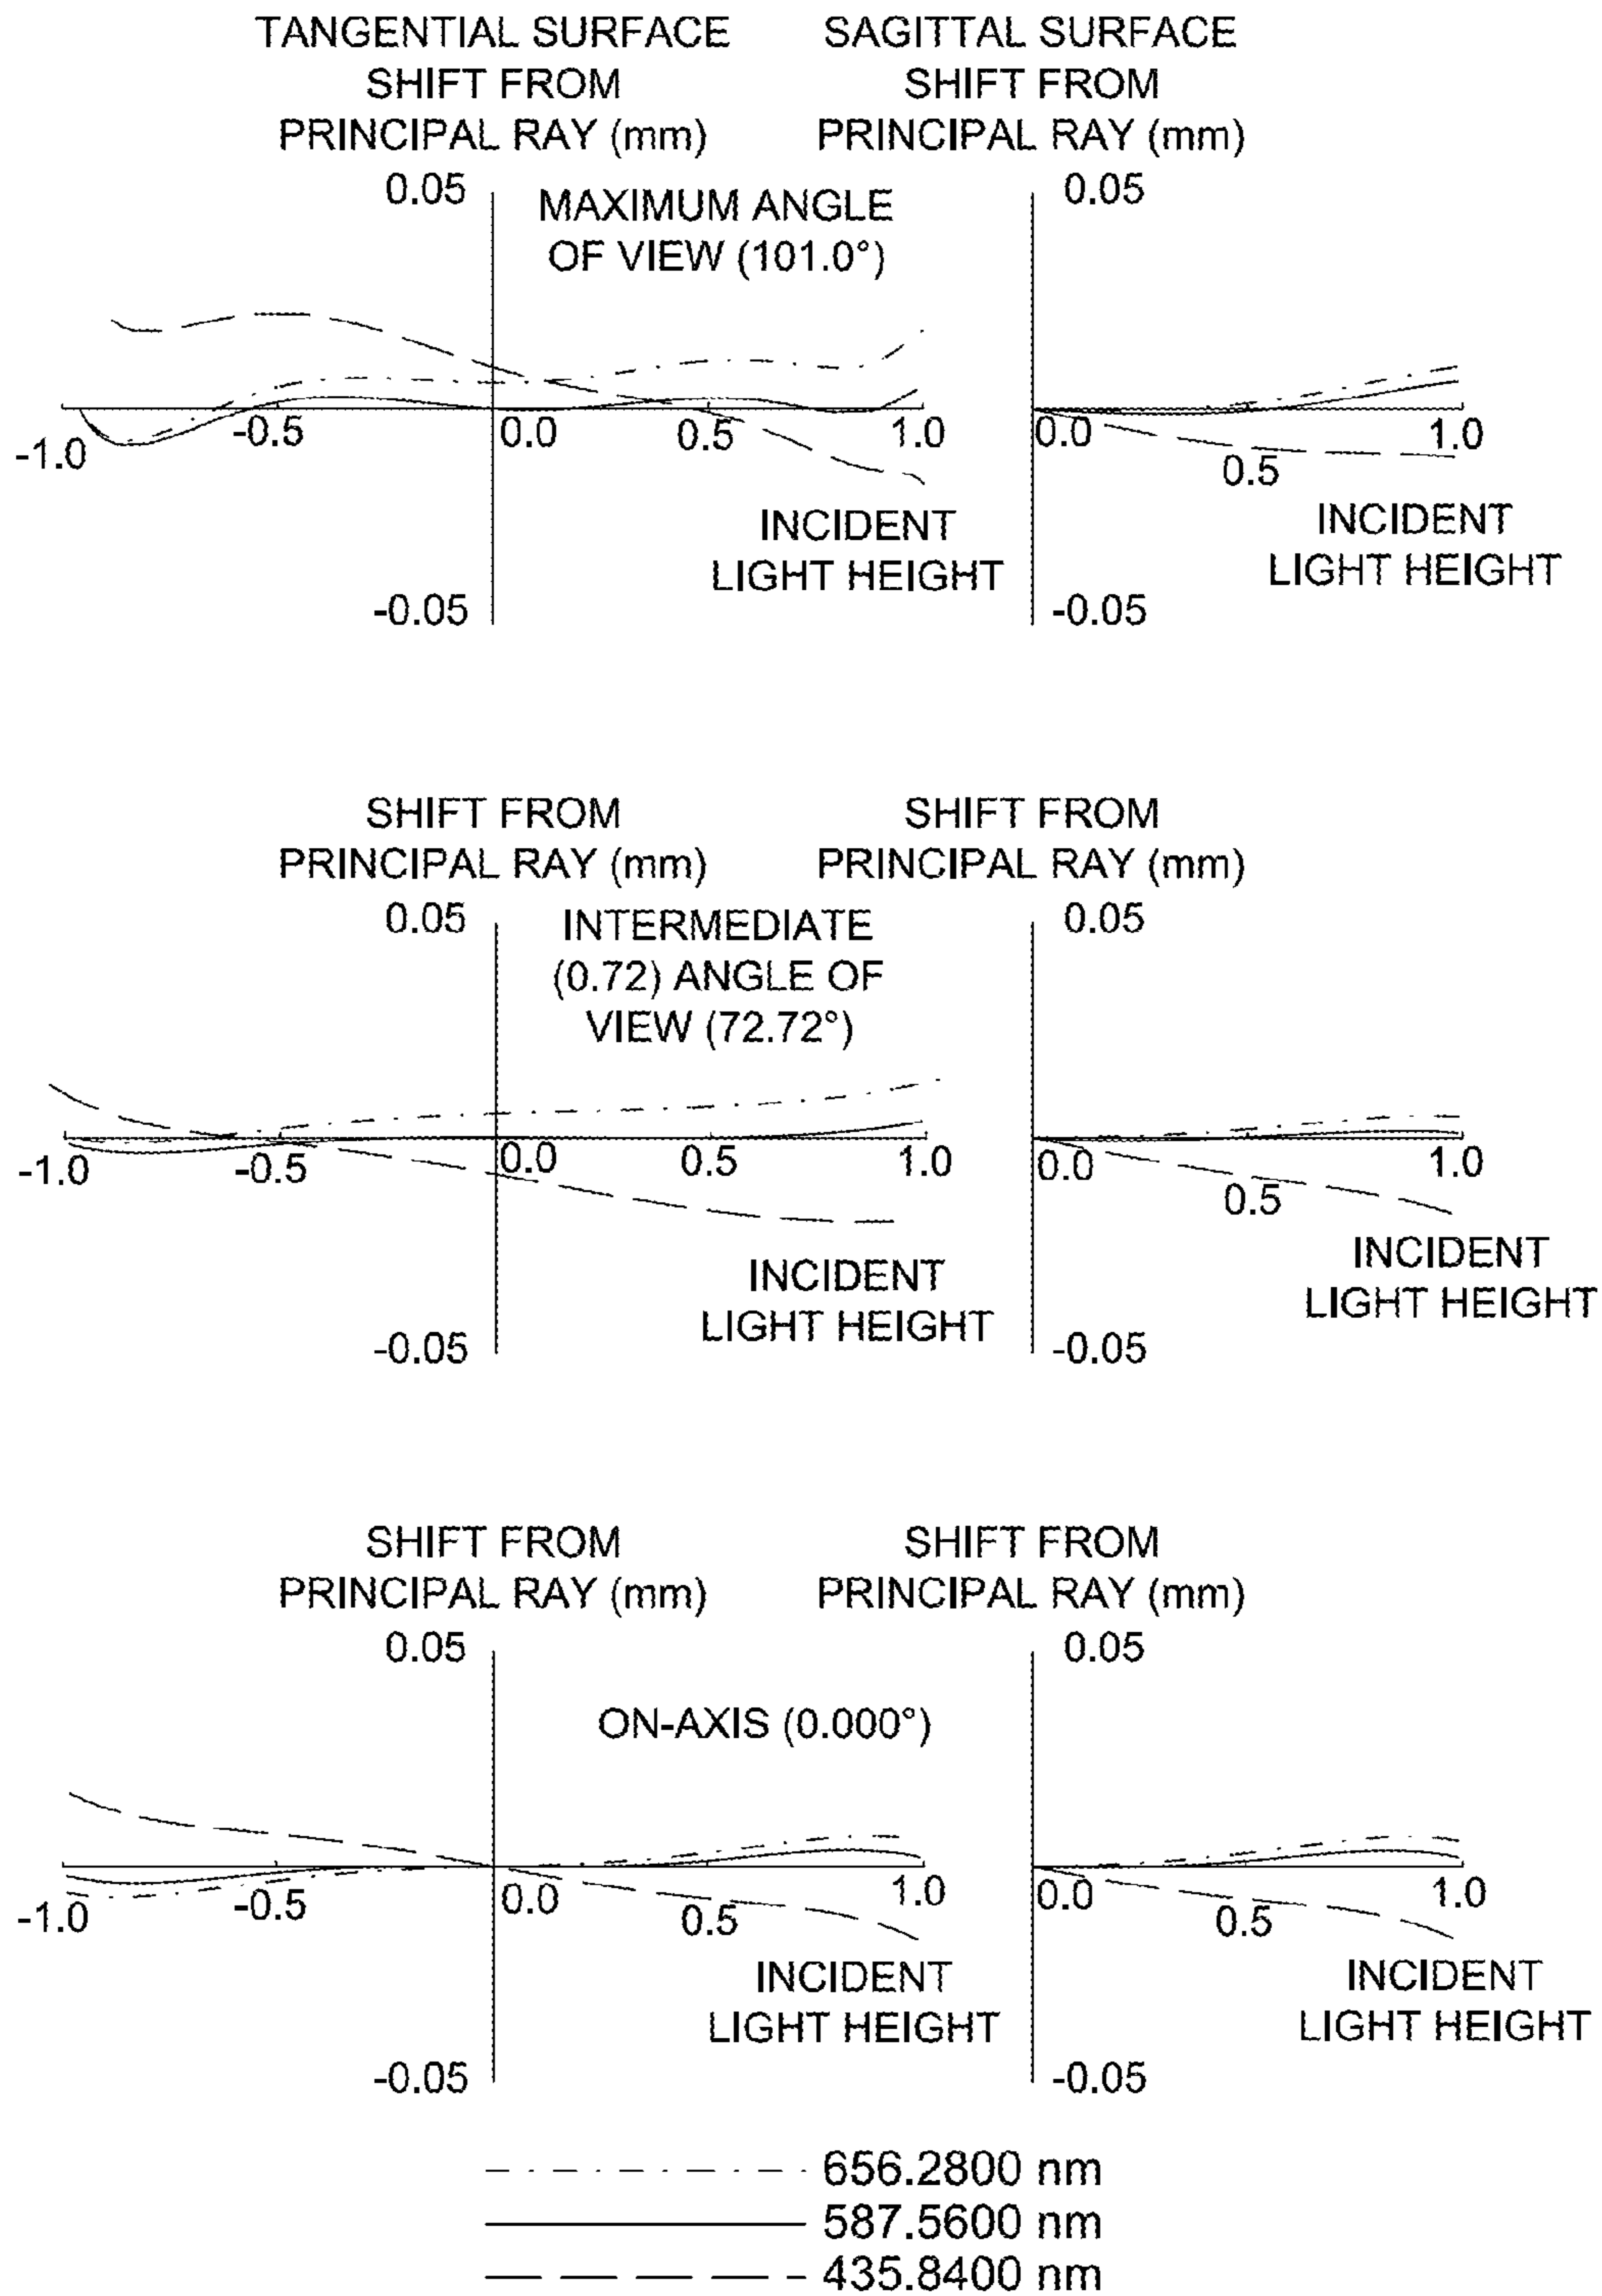 TANGENTIAL SURFACE
SHIFT FROM
PRINCIPAL RAY (mm)
SAGITTAL SURFACE
SHIFT FROM
PRINCIPAL RAY (mm)
0.05
MAXIMUM ANGLE
OF VIEW (101.0°)
0.05
-1.0
-0.5
0.0
0.5
1.0
0.0
0.5
1.0
INCIDENT
LIGHT HEIGHT
INCIDENT
LIGHT HEIGHT
-0.05
-0.05
SHIFT FROM
PRINCIPAL RAY (mm)
SHIFT FROM
PRINCIPAL RAY (mm)
0.05
INTERMEDIATE
(0.72) ANGLE OF
VIEW (72.72°)
0.05
-1.0
-0.5
0.0
0.5
1.0
0.0
0.5
1.0
INCIDENT
LIGHT HEIGHT
INCIDENT
LIGHT HEIGHT
-0.05
-0.05
SHIFT FROM
PRINCIPAL RAY (mm)
SHIFT FROM
PRINCIPAL RAY (mm)
0.05
ON-AXIS (0.000°)
0.05
-1.0
-0.5
0.0
0.5
1.0
0.0
0.5
1.0
INCIDENT
LIGHT HEIGHT
INCIDENT
LIGHT HEIGHT
-0.05
-0.05
656.2800 nm
587.5600 nm
435.8400 nm